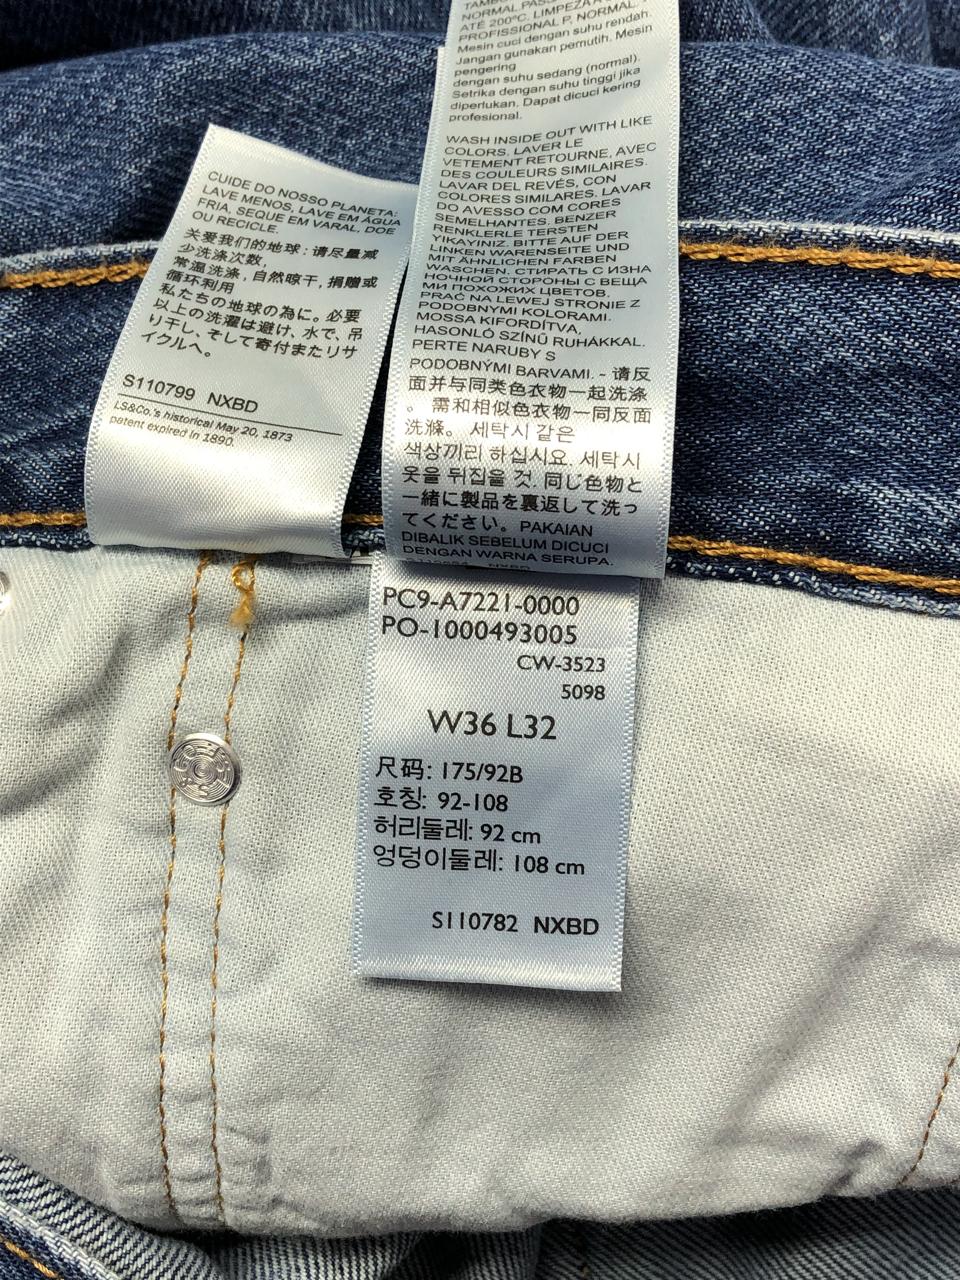 CUIDE DO NOSSO PLANETA:
LAVE MENOS, LAVE EM ÁGUA
FRIA, SEQUE EM VARAL, DOE
OU RECICLE.
关爱我们的地球：请尽量减
少洗涤次数,
常温洗涤,自然晾干,捐赠或
循环利用
私たちの地球の為に。必要
以上の洗濯は避け、水で、吊
り干し、そして寄付またリサ
イクルへ。
S110799 NXBD
LS&Co.'s historical May 20, 1873
patent expired in 1890.
ATÉ 200ºC. LIMPEZA A
PROFISSIONAL P, NORMAL.
Mesin cuci dengan suhu rendah.
Jangan gunakan pemutih. Mesin
pengering
dengan suhu sedang (normal).
Setrika dengan suhu tinggi jika
diperlukan. Dapat dicuci kering
profesional.
WASH INSIDE OUT WITH LIKE
COLORS. LAVER LE
VETEMENT RETOURNE, AVEC
DES COULEURS SIMILAIRES.
LAVAR DEL REVÉS, CON
COLORES SIMILARES. LAVAR
DO AVESSO COM CORES
SEMELHANTES. BENZER
RENKLERLE TERSTEN
YIKAYINIZ. BITTE AUF DER
LINKEN WARENSEITE UND
MIT ÄHNLICHEN FARBEN
WASCHEN. СТИРАТЬ С ИЗНА
НОЧНОЙ СТОРОНЫ С ВЕЩА
МИ ПОХОЖИХ ЦВЕТОВ.
PRAĆ NA LEWEJ STRONIE Z
PODOBNYMI KOLORAMI.
MOSSA KIFORDÍTVA,
HASONLÓ SZÍNŰ RUHÁKKAL.
PERTE NARUBY S
PODOBNÝMI BARVAMI. - 请反
面并与同类色衣物一起洗涤
。 需和相似色衣物一同反面
洗滌。 세탁시 같은
색상끼리 하십시요. 세탁시
옷을 뒤집을 것. 同じ色物と
一緒に製品を裏返して洗っ
てください。PAKAIAN
DIBALIK SEBELUM DICUCI
DENGAN WARNA SERUPA.
NXBD
PC9-A7221-0000
PO-1000493005
CW-3523
5098
W36 L32
尺码: 175/92B
호칭: 92-108
허리둘레: 92 cm
엉덩이둘레: 108 cm
S110782 NXBD